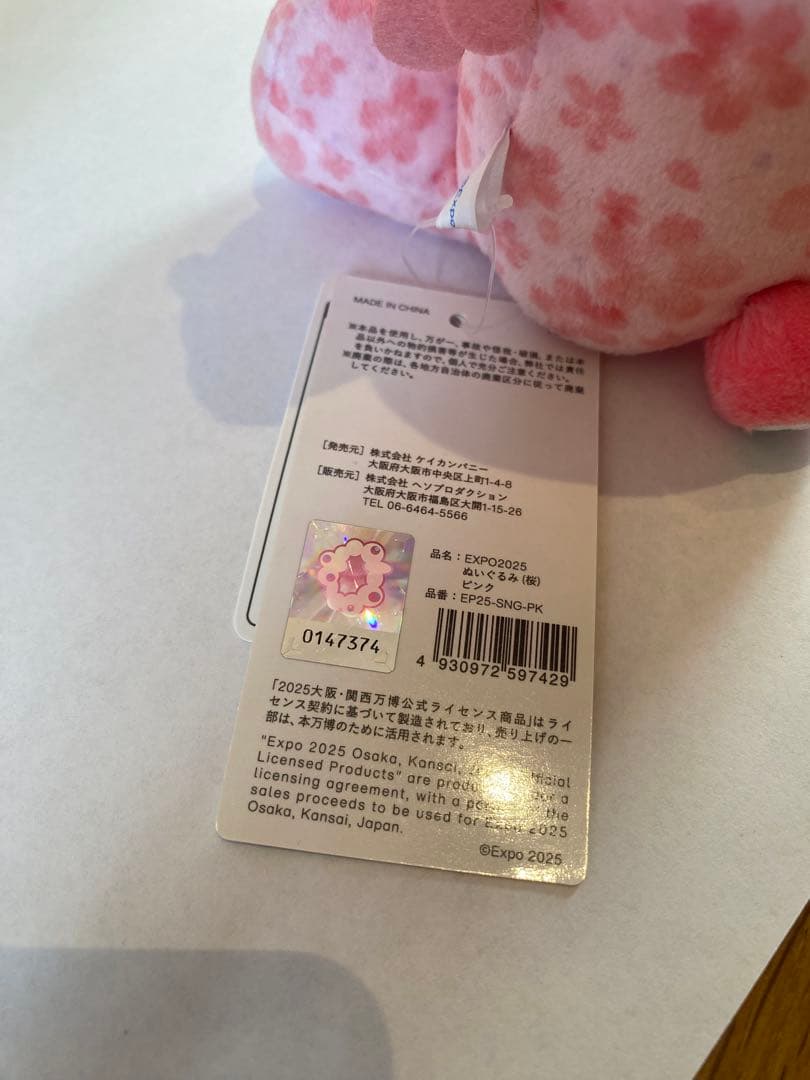 Expo
MADE IN CHINA
※本品を使用し、万が一、事故や怪我・破損、または本
品以外への物的損害等が生じた場合、弊社では責任
を負いかねますので、個人で充分ご注意ください。
※廃棄の際は、各地方自治体の廃棄区分に従って廃棄
してください。
［発売元］株式会社 ケイカンパニー
大阪府大阪市中央区上町1-4-8
［販売元］株式会社 ヘソプロダクション
大阪府大阪市福島区大開1-15-26
TEL 06-6464-5566
品名：EXPO2025
ぬいぐるみ（桜）
ピンク
品番：EP25-SNG-PK
0147374
4 930972 597429
「2025大阪・関西万博公式ライセンス商品」はライ
センス契約に基づいて製造されており、売り上げの一
部は、本万博のために活用されます。
"Expo 2025 Osaka, Kansai,
Licensed Products" are
licensing agreement, with a the
sales proceeds to be used for Expo 2025
Osaka, Kansai, Japan.
©Expo 2025